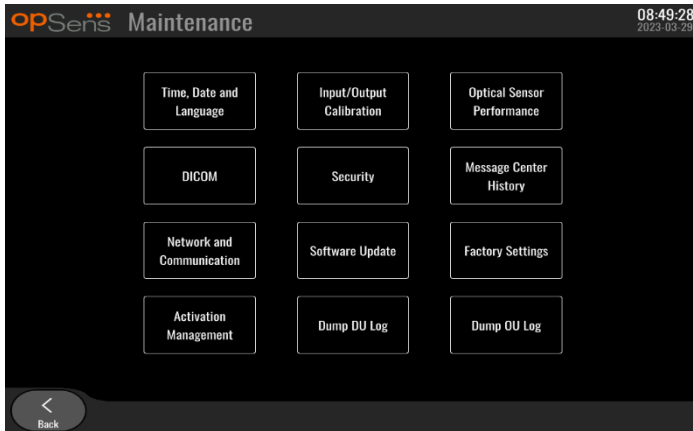 opSens Maintenance
08:49:28
2023-03-29
Time, Date and
Language
Input/Output
Calibration
Optical Sensor
Performance
DICOM
Security
Message Center
History
Network and
Communication
Software Update
Factory Settings
Activation
Management
Dump DU Log
Dump OU Log
Back